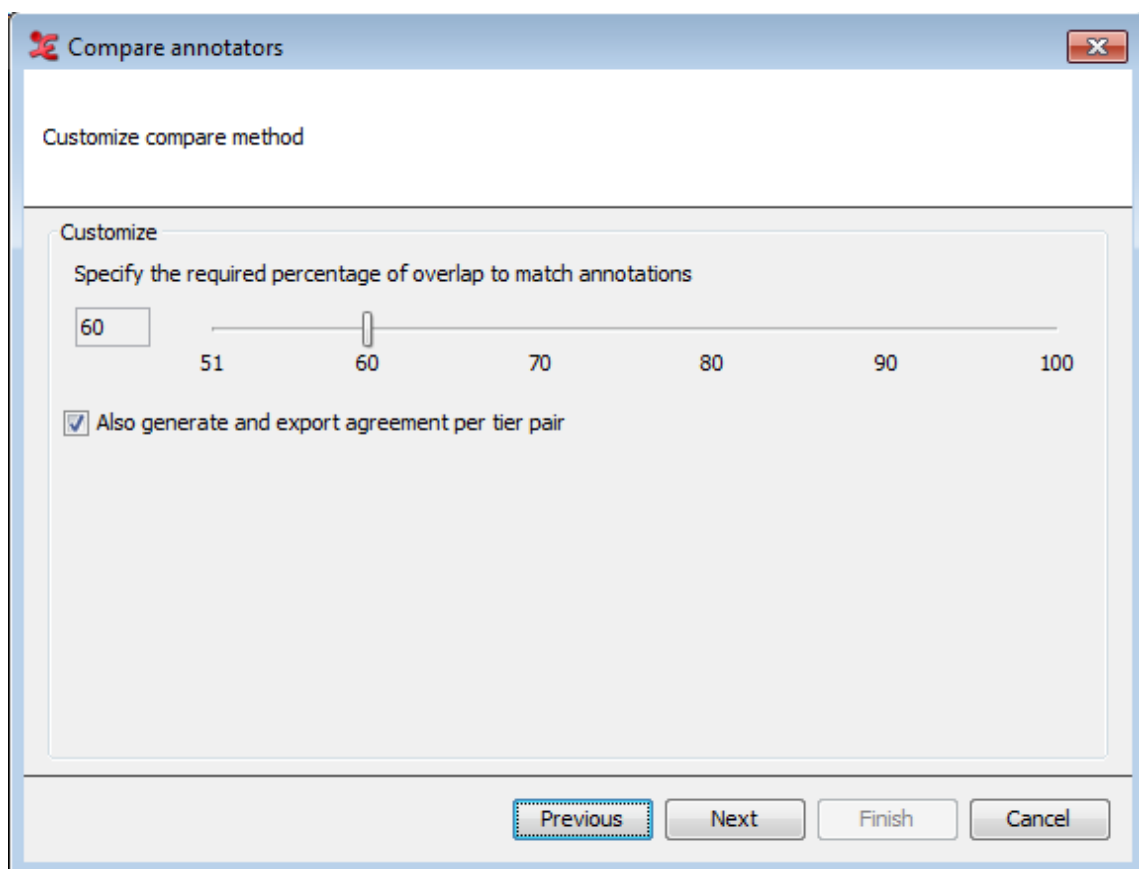 Compare annotators
Customize compare method
Customize
Specify the required percentage of overlap to match annotations
60
51 60 70 80 90 100
Also generate and export agreement per tier pair
Previous Next Finish Cancel